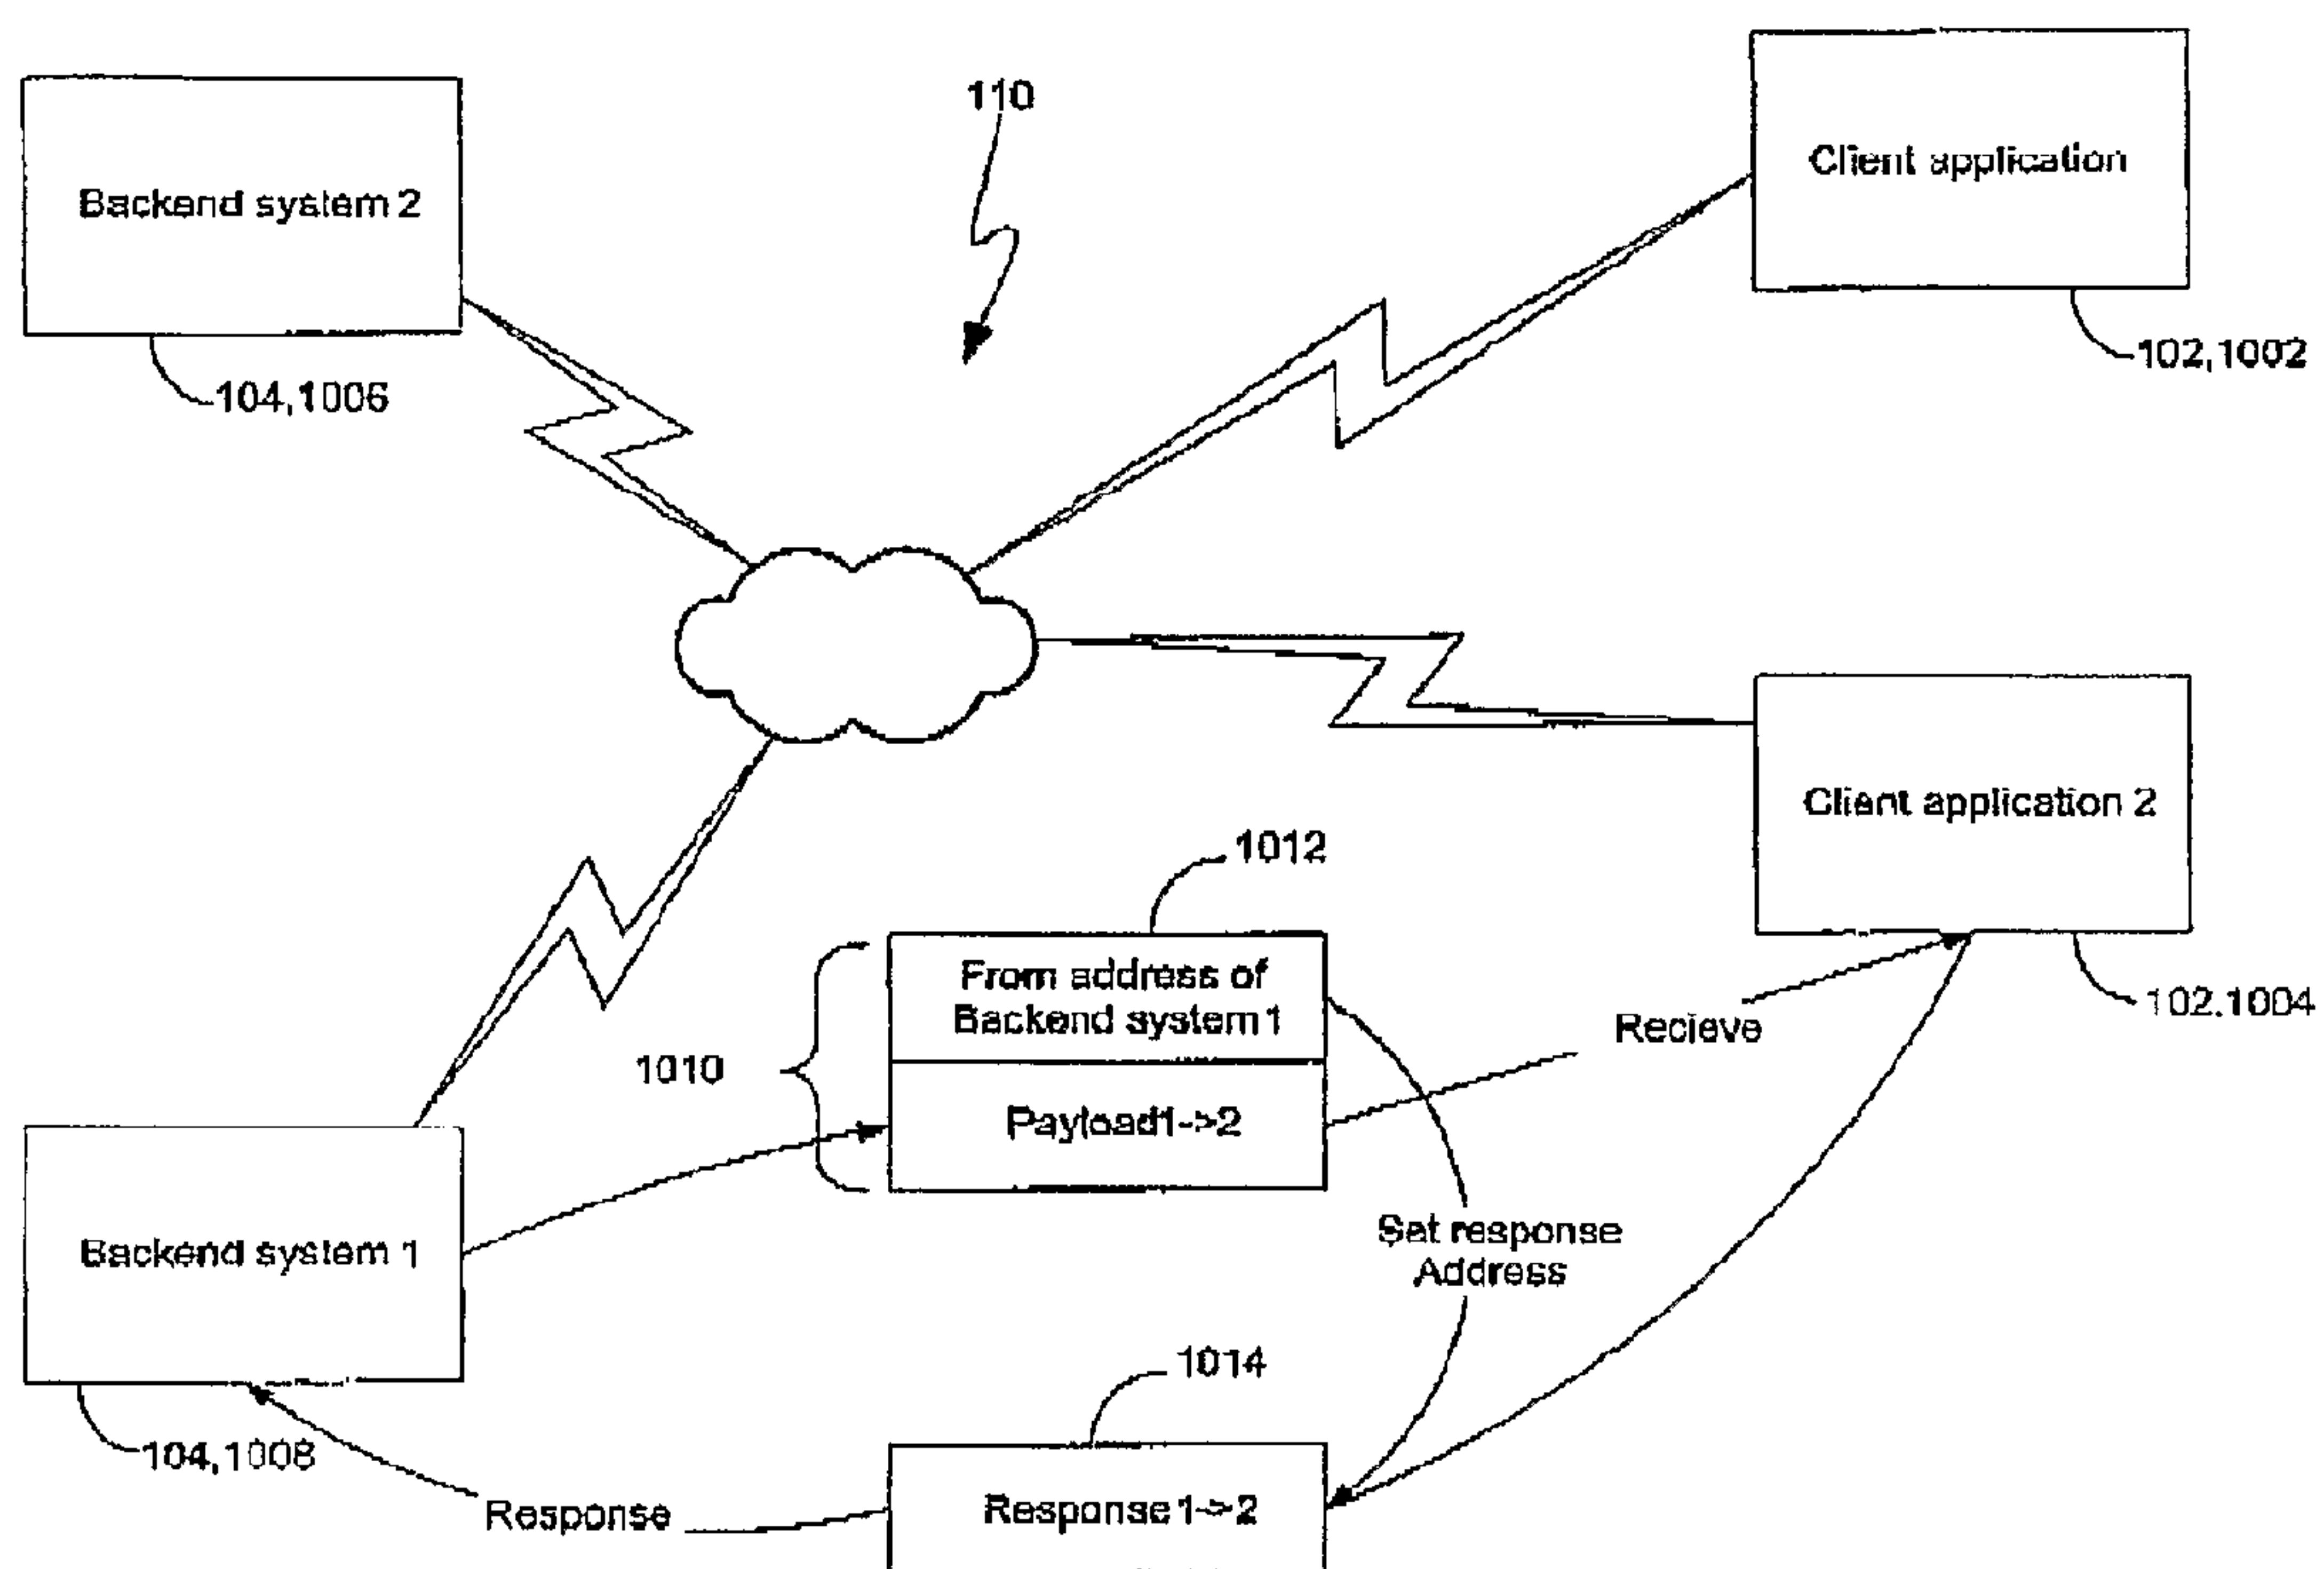 110
Client application
Backend system 2
102,1002
104,1006
Client application 2
1012
From address of
Backend system 1
102.1004
Recieve
1010
Payload1->2
Set response
Address
Backend system 1
1014
104,1008
Response
Response 1->2